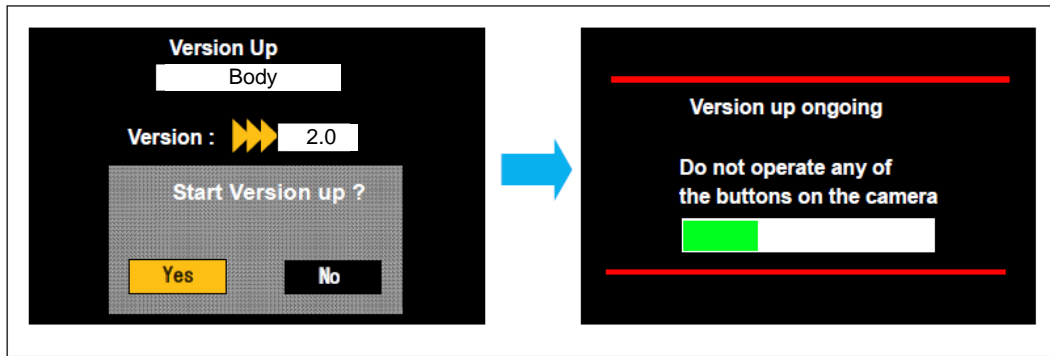 Version Up
Body
Version : 2.0
Start Version up ?
Yes No
Version up ongoing
Do not operate any of
the buttons on the camera